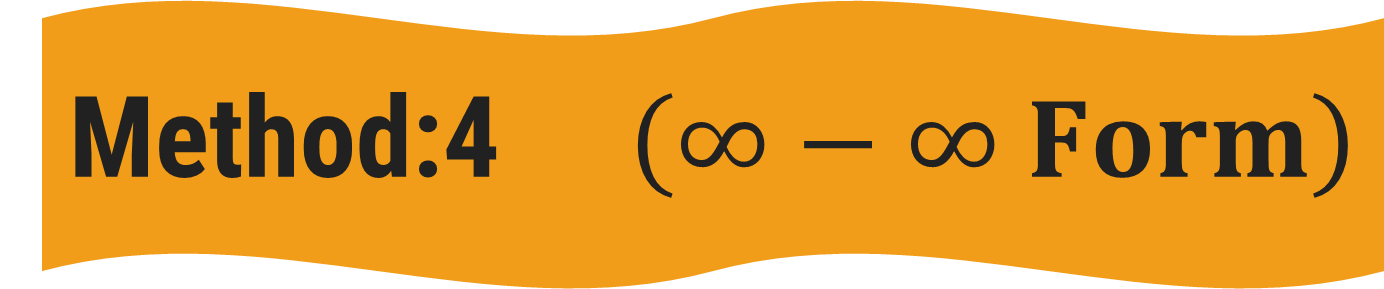 Method:4 (∞ − ∞ Form)